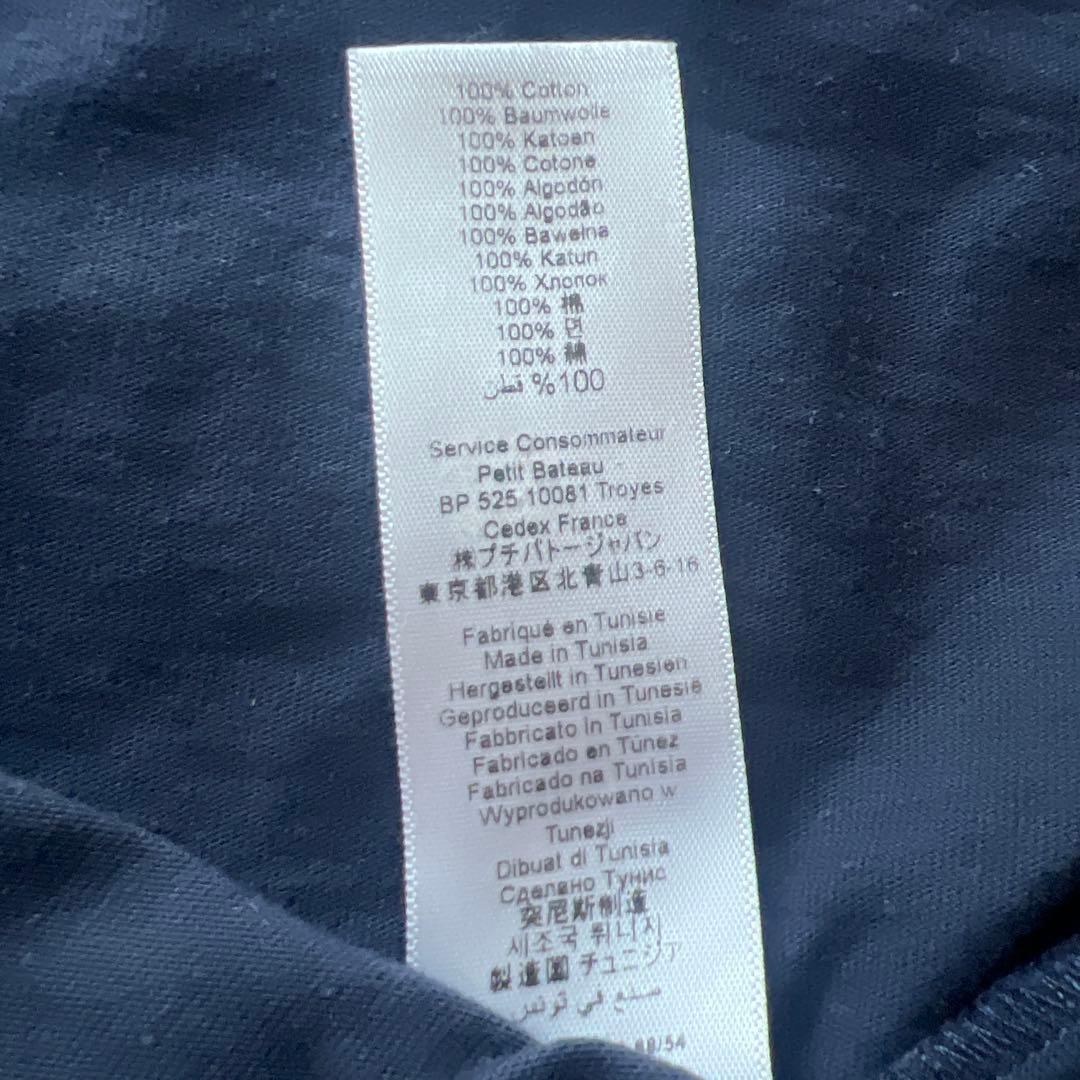 100% Cotton
100% Baumwolle
100% Katoen
100% Cotone
100% Algodón
100% Algodão
100% Bawełna
100% Katun
100% Хлопок
100% 棉
100% 면
100% 綿
100% قطن
Service Consommateur
Petit Bateau
BP 525 10081 Troyes
Cedex France
㈱プチバトージャパン
東京都港区北青山3-6-16
Fabriqué en Tunisie
Made in Tunisia
Hergestellt in Tunesien
Geproduceerd in Tunesie
Fabbricato in Tunisia
Fabricado en Túnez
Fabricado na Tunisia
Wyprodukowano w
Tunezji
Dibuat di Tunisia
Сделано Тунис
突尼斯制造
제조국 튀니지
製造国 チュニジア
صنع في تونس